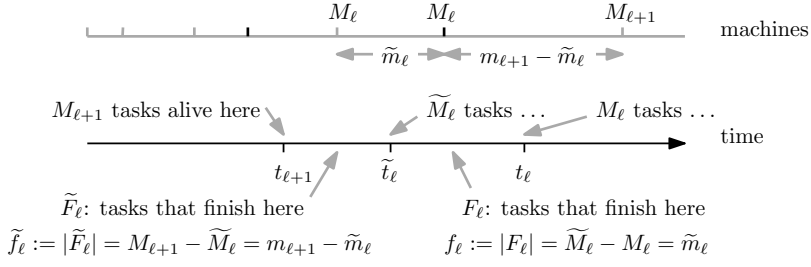 M_ℓ M_ℓ M_{ℓ+1} machines
m̃_ℓ m_{ℓ+1} − m̃_ℓ
M_{ℓ+1} tasks alive here M̃_ℓ tasks … M_ℓ tasks …
time
t_{ℓ+1} t̃_ℓ t_ℓ
F̃_ℓ: tasks that finish here F_ℓ: tasks that finish here
f̃_ℓ := |F̃_ℓ| = M_{ℓ+1} − M̃_ℓ = m_{ℓ+1} − m̃_ℓ f_ℓ := |F_ℓ| = M̃_ℓ − M_ℓ = m̃_ℓ